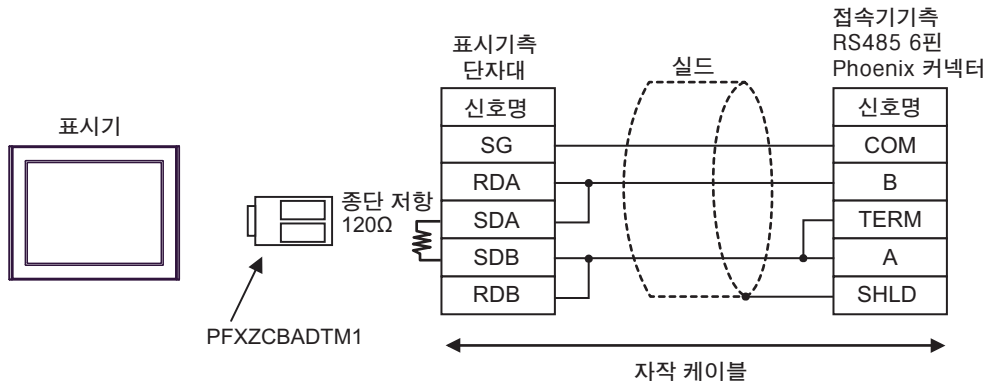 표시기
PFXZCBADTM1
종단 저항
120Ω
표시기측
단자대
신호명
SG
RDA
SDA
SDB
RDB
실드
접속기기측
RS485 6핀
Phoenix 커넥터
신호명
COM
B
TERM
A
SHLD
자작 케이블